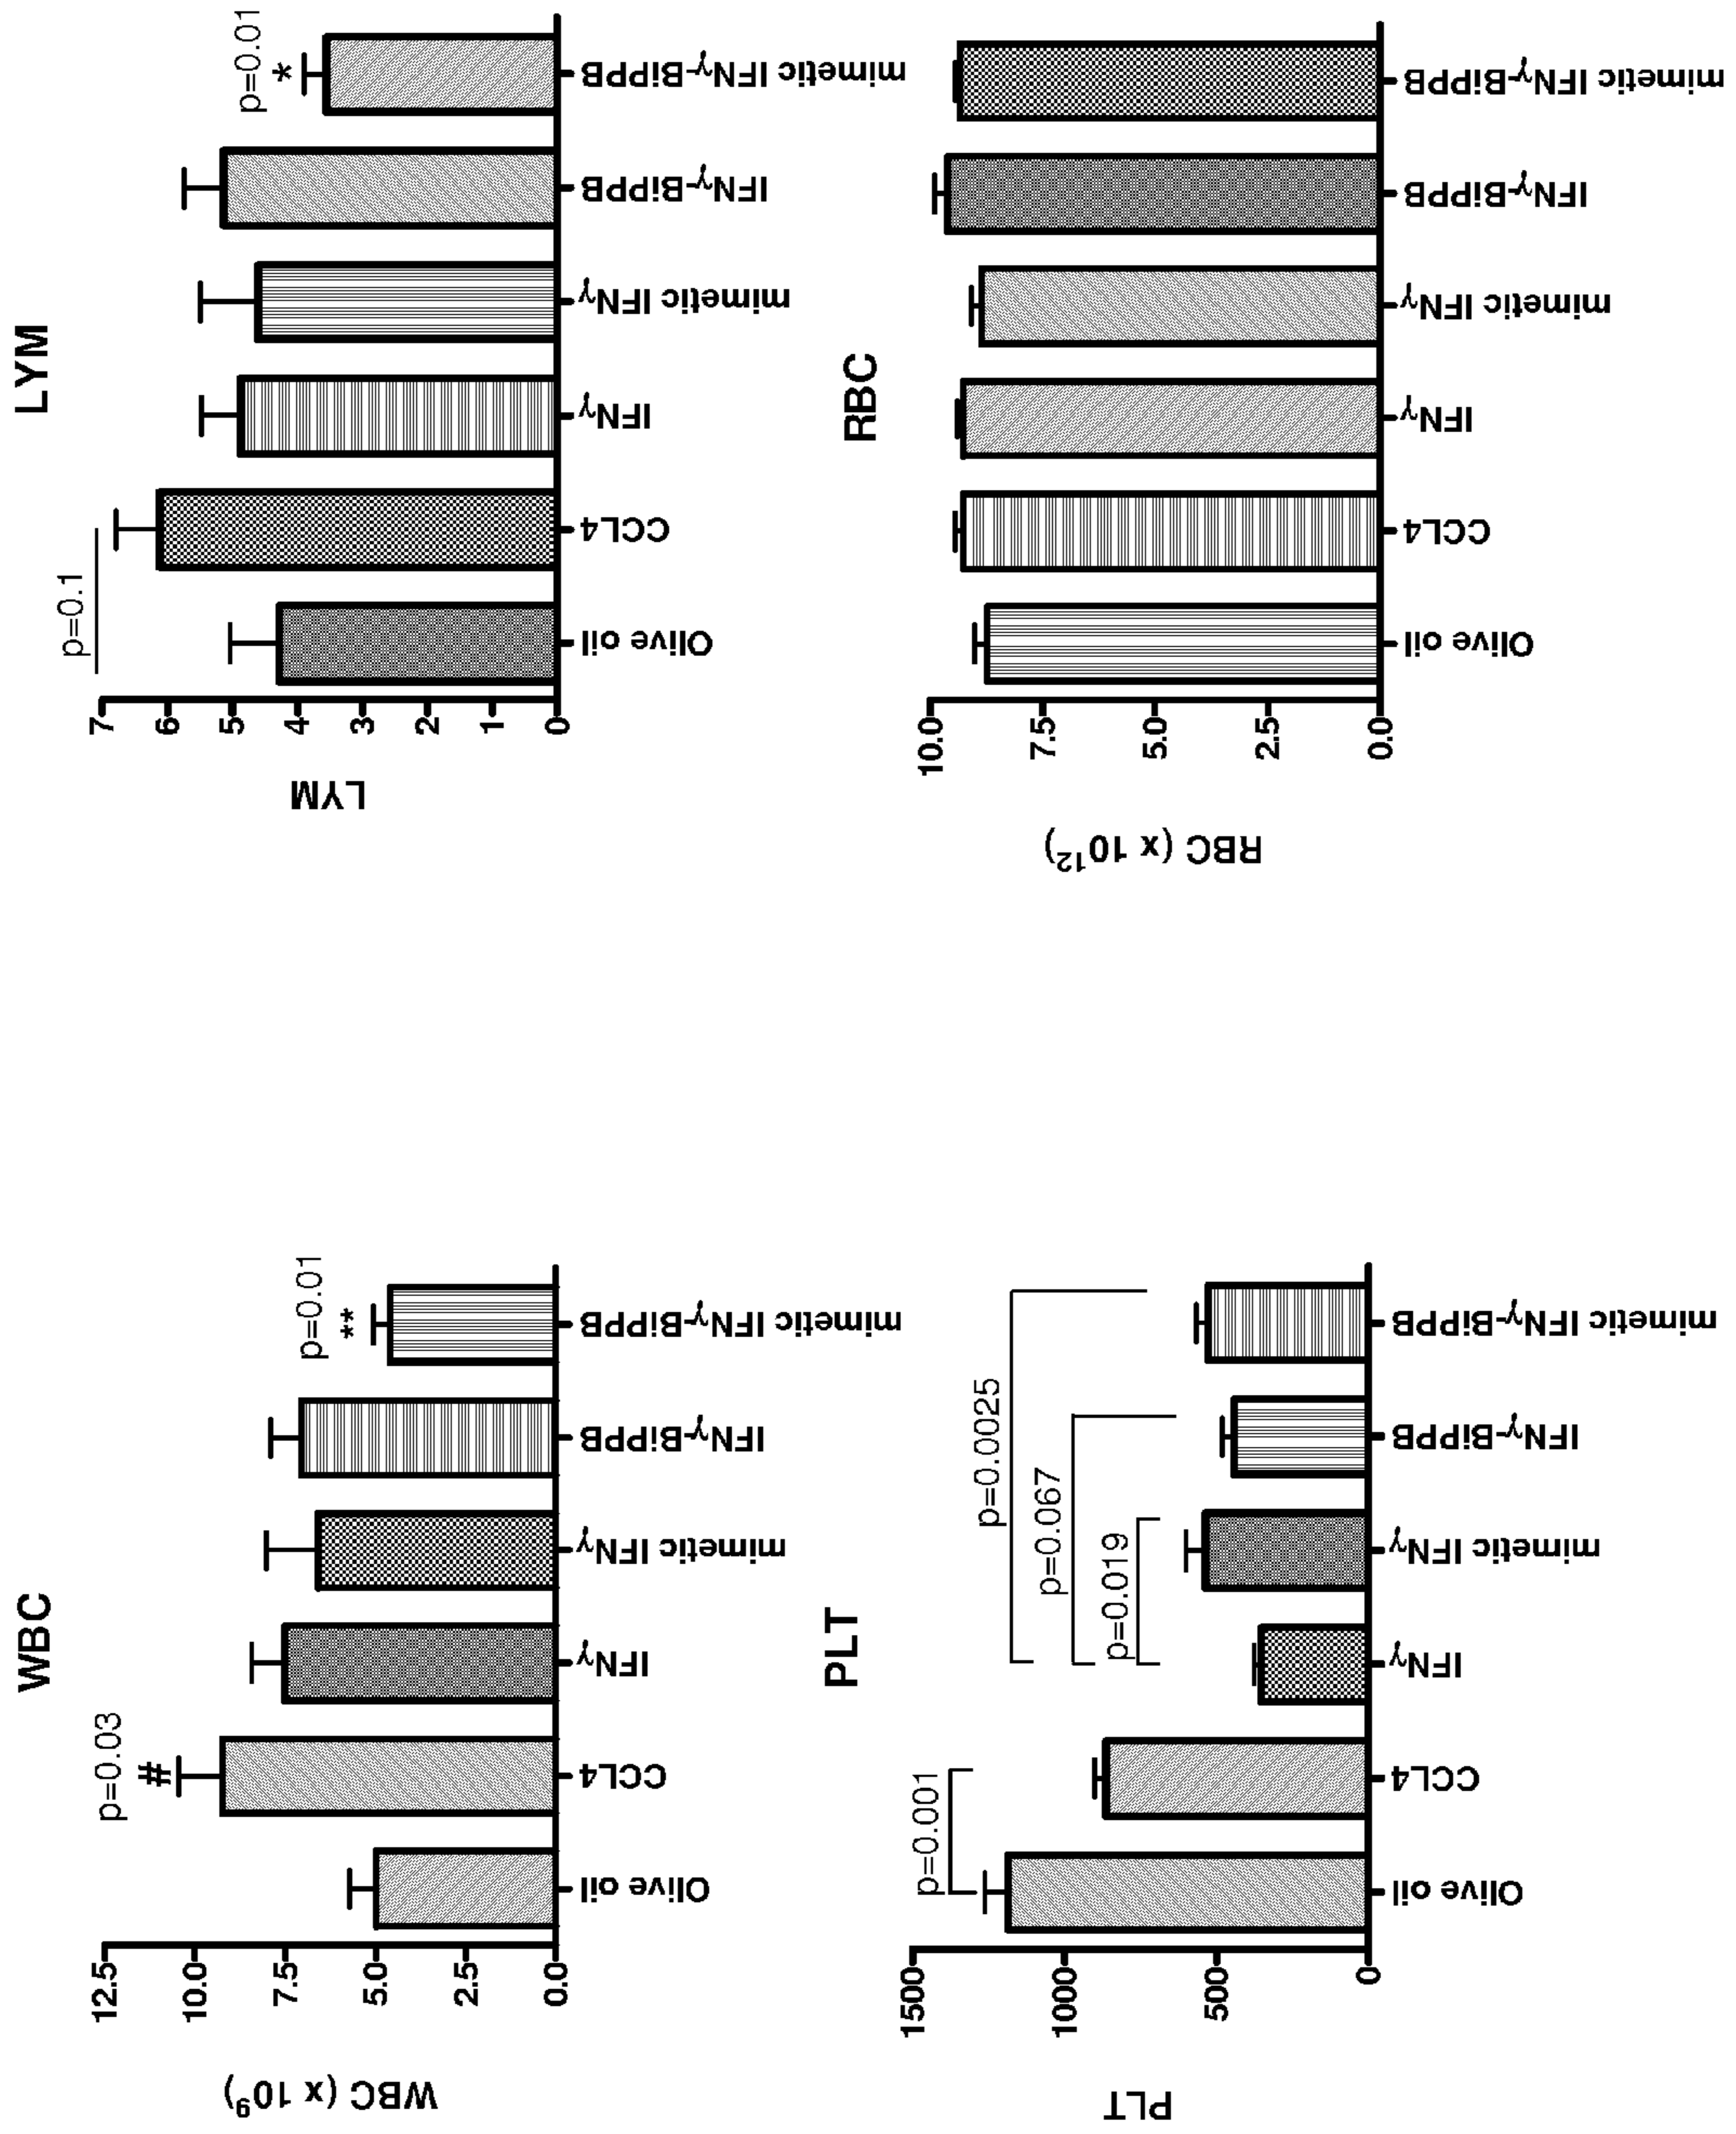 WBC
WBC (x 10⁹)
12.5
10.0
7.5
5.0
2.5
0.0
p=0.03
#
p=0.01
**
Olive oil
CCL4
IFNγ
mimetic IFNγ
IFNγ-BiPPB
mimetic IFNγ-BiPPB
LYM
LYM
7
6
5
4
3
2
1
0
p=0.1
p=0.01
*
Olive oil
CCL4
IFNγ
mimetic IFNγ
IFNγ-BiPPB
mimetic IFNγ-BiPPB
PLT
PLT
1500
1000
500
0
p=0.001
p=0.0025
p=0.067
p=0.019
Olive oil
CCL4
IFNγ
mimetic IFNγ
IFNγ-BiPPB
mimetic IFNγ-BiPPB
RBC
RBC (x 10¹²)
10.0
7.5
5.0
2.5
0.0
Olive oil
CCL4
IFNγ
mimetic IFNγ
IFNγ-BiPPB
mimetic IFNγ-BiPPB